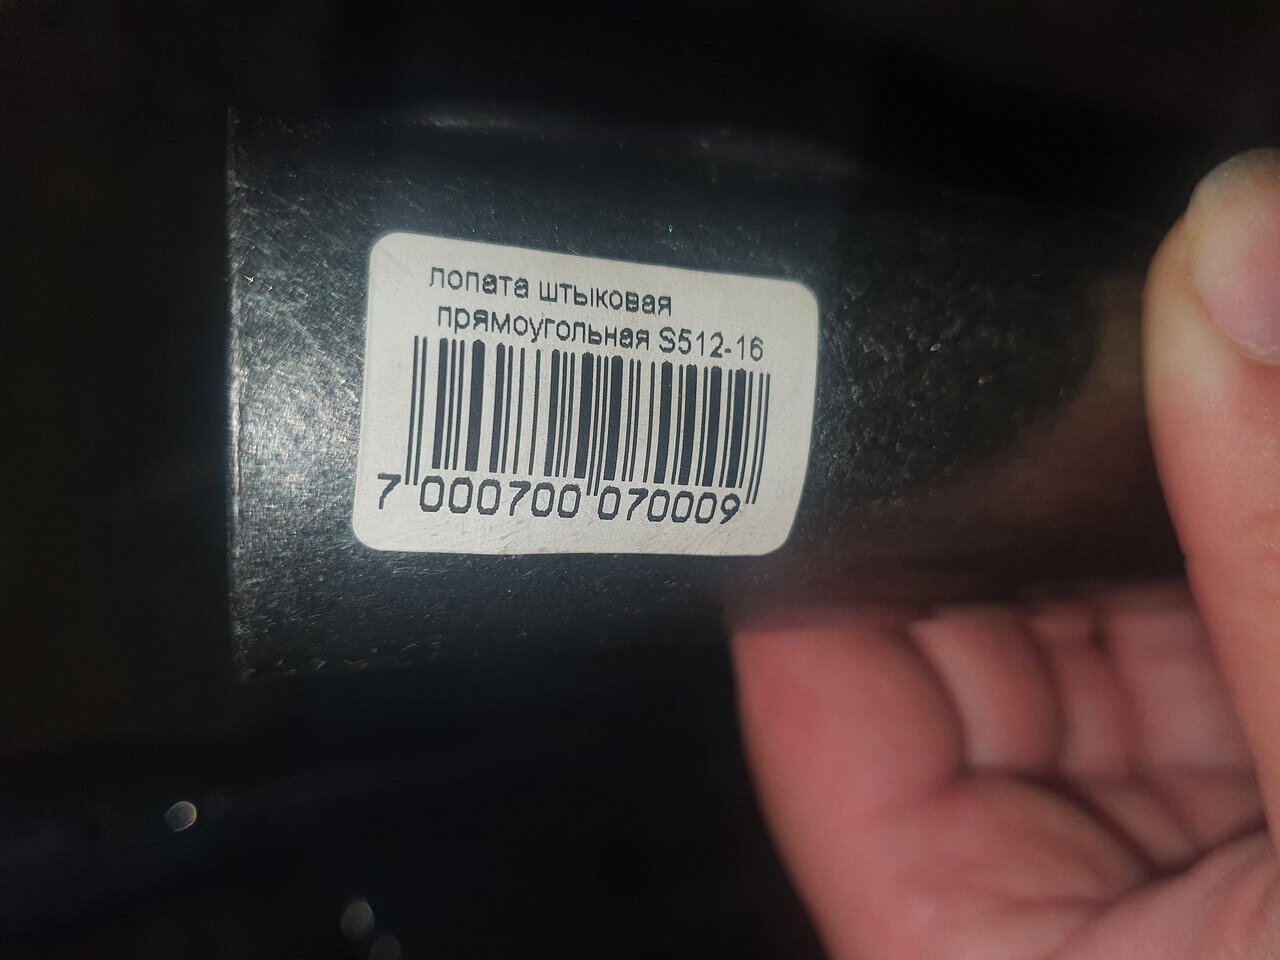 лопата штыковая
прямоугольная S512-16
7 000700 070009